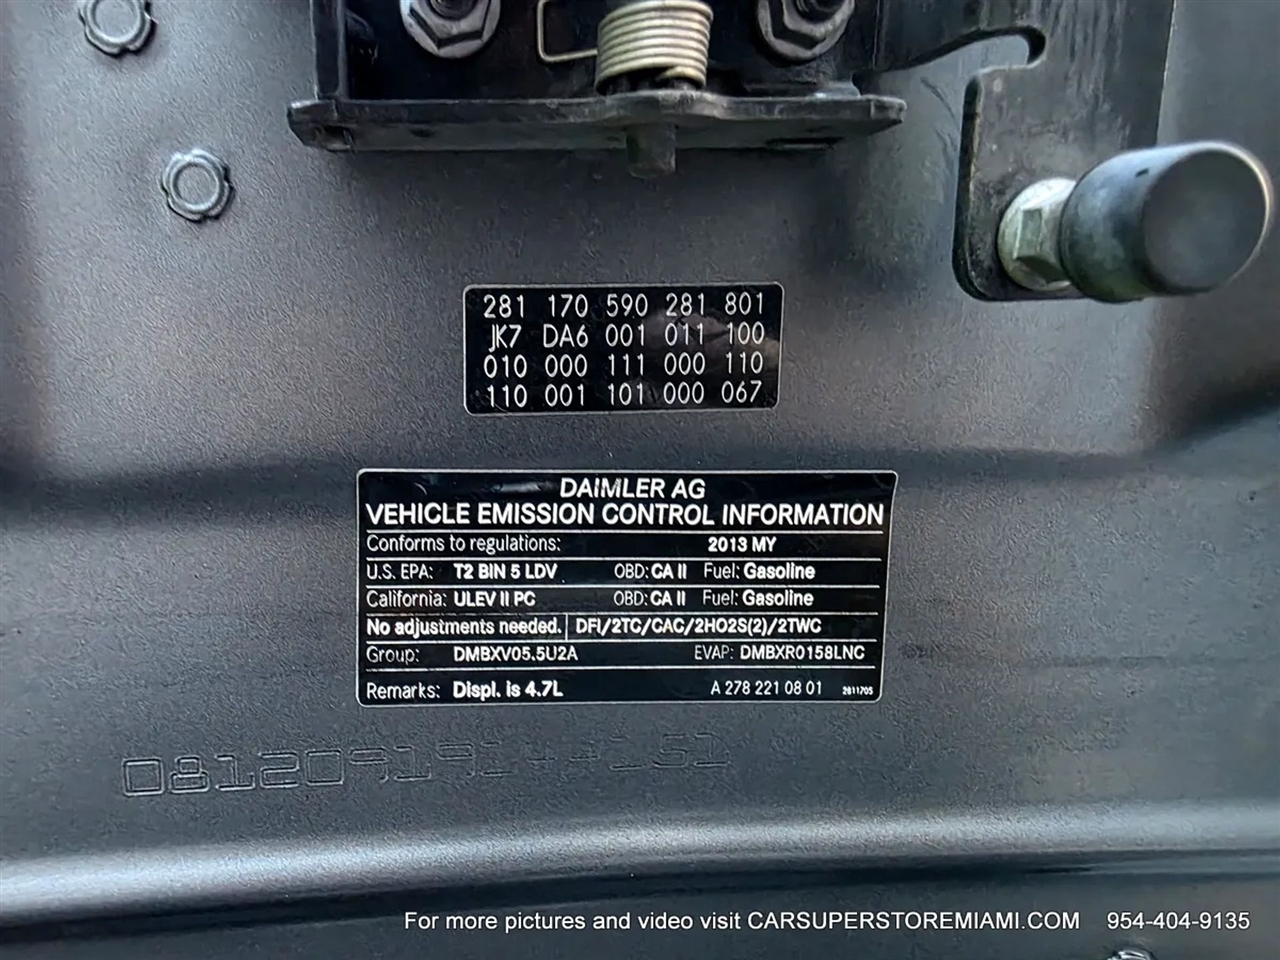 281 170 590 281 801
JK7 DA6 001 011 100
010 000 111 000 110
110 001 101 000 067
DAIMLER AG
VEHICLE EMISSION CONTROL INFORMATION
Conforms to regulations: 2013 MY
U.S. EPA: T2 BIN 5 LDV OBD: CA II Fuel: Gasoline
California: ULEV II PC OBD: CA II Fuel: Gasoline
No adjustments needed. DFI/2TC/CAC/2HO2S(2)/2TWC
Group: DMBXV05.5U2A EVAP: DMBXR0158LNC
Remarks: Displ. is 4.7L A 278 221 08 01 2611705
For more pictures and video visit CARSUPERSTOREMIAMI.COM 954-404-9135